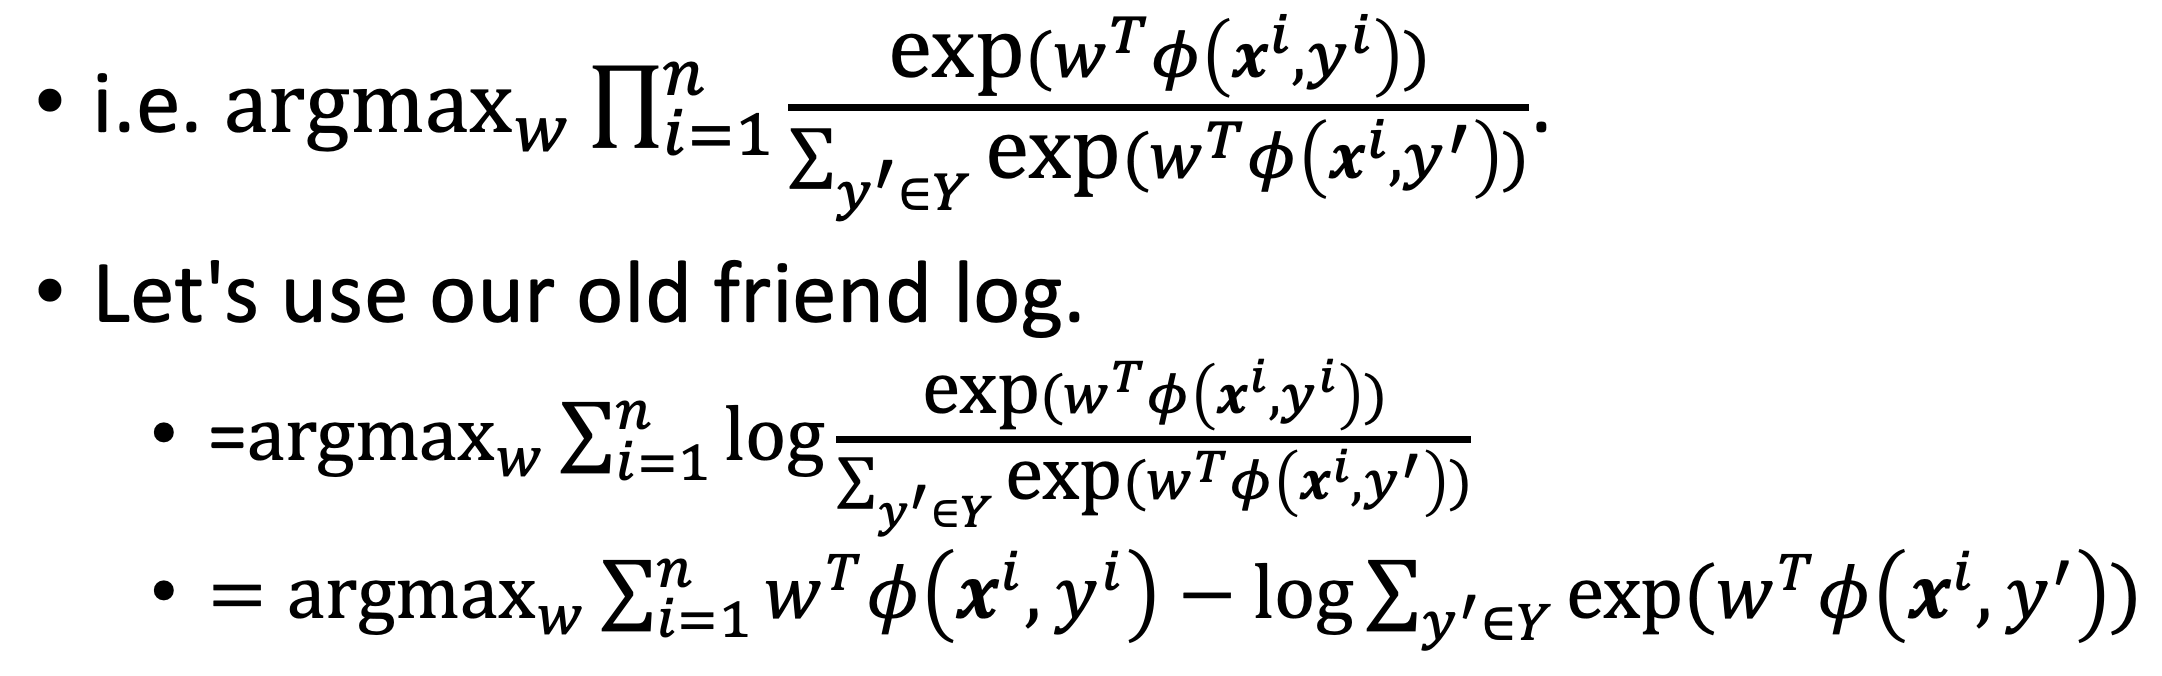 • i.e. argmax_w ∏_{i=1}^{n} exp(w^T ϕ(x^i,y^i)) / ∑_{y′∈Y} exp(w^T ϕ(x^i,y′)).
• Let's use our old friend log.
• =argmax_w ∑_{i=1}^{n} log exp(w^T ϕ(x^i,y^i)) / ∑_{y′∈Y} exp(w^T ϕ(x^i,y′))
• = argmax_w ∑_{i=1}^{n} w^T ϕ(x^i, y^i) − log ∑_{y′∈Y} exp(w^T ϕ(x^i, y′))